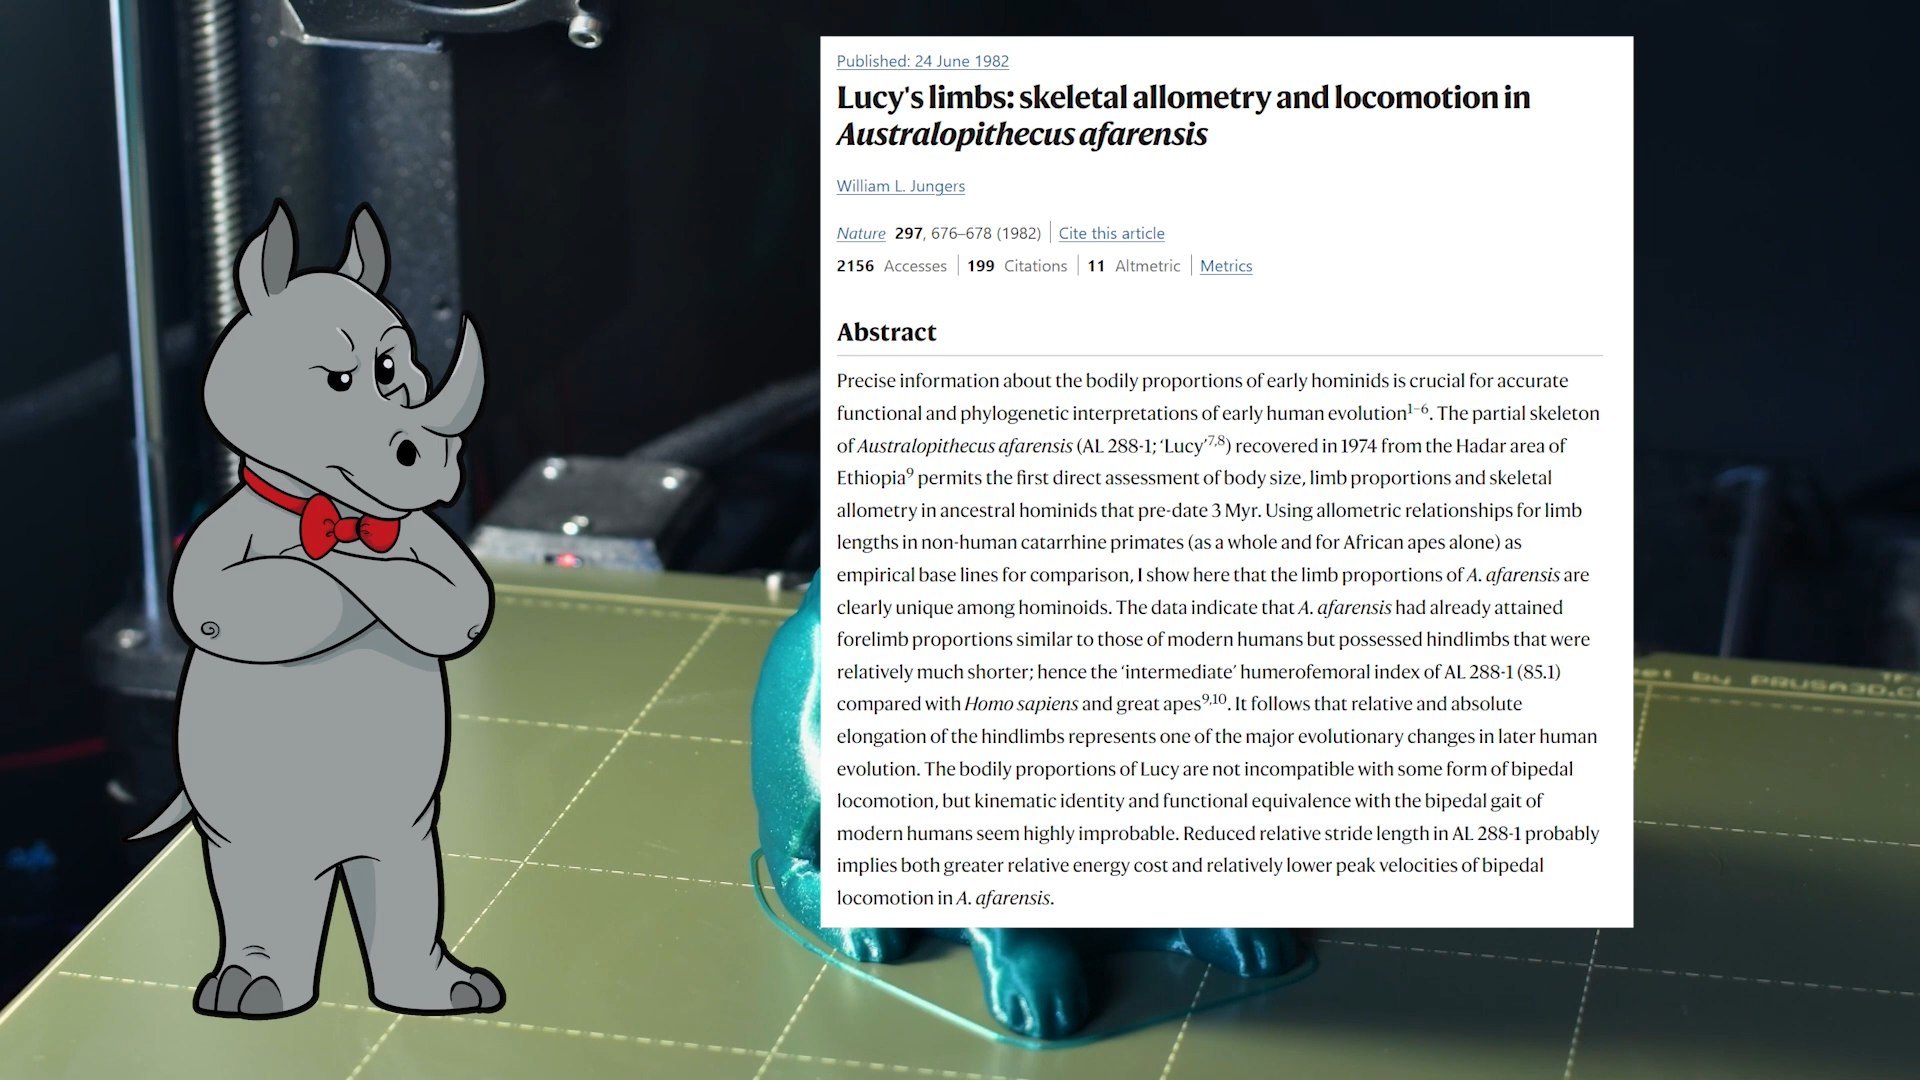 Published: 24 June 1982
Lucy's limbs: skeletal allometry and locomotion in
Australopithecus afarensis
William L. Jungers
Nature 297, 676–678 (1982) | Cite this article
2156 Accesses | 199 Citations | 11 Altmetric | Metrics
Abstract
Precise information about the bodily proportions of early hominids is crucial for accurate
functional and phylogenetic interpretations of early human evolution1–6. The partial skeleton
of Australopithecus afarensis (AL 288-1; ‘Lucy’7,8) recovered in 1974 from the Hadar area of
Ethiopia9 permits the first direct assessment of body size, limb proportions and skeletal
allometry in ancestral hominids that pre-date 3 Myr. Using allometric relationships for limb
lengths in non-human catarrhine primates (as a whole and for African apes alone) as
empirical base lines for comparison, I show here that the limb proportions of A. afarensis are
clearly unique among hominoids. The data indicate that A. afarensis had already attained
forelimb proportions similar to those of modern humans but possessed hindlimbs that were
relatively much shorter; hence the ‘intermediate’ humerofemoral index of AL 288-1 (85.1)
compared with Homo sapiens and great apes9,10. It follows that relative and absolute
elongation of the hindlimbs represents one of the major evolutionary changes in later human
evolution. The bodily proportions of Lucy are not incompatible with some form of bipedal
locomotion, but kinematic identity and functional equivalence with the bipedal gait of
modern humans seem highly improbable. Reduced relative stride length in AL 288-1 probably
implies both greater relative energy cost and relatively lower peak velocities of bipedal
locomotion in A. afarensis.
by PRUSA3D.C